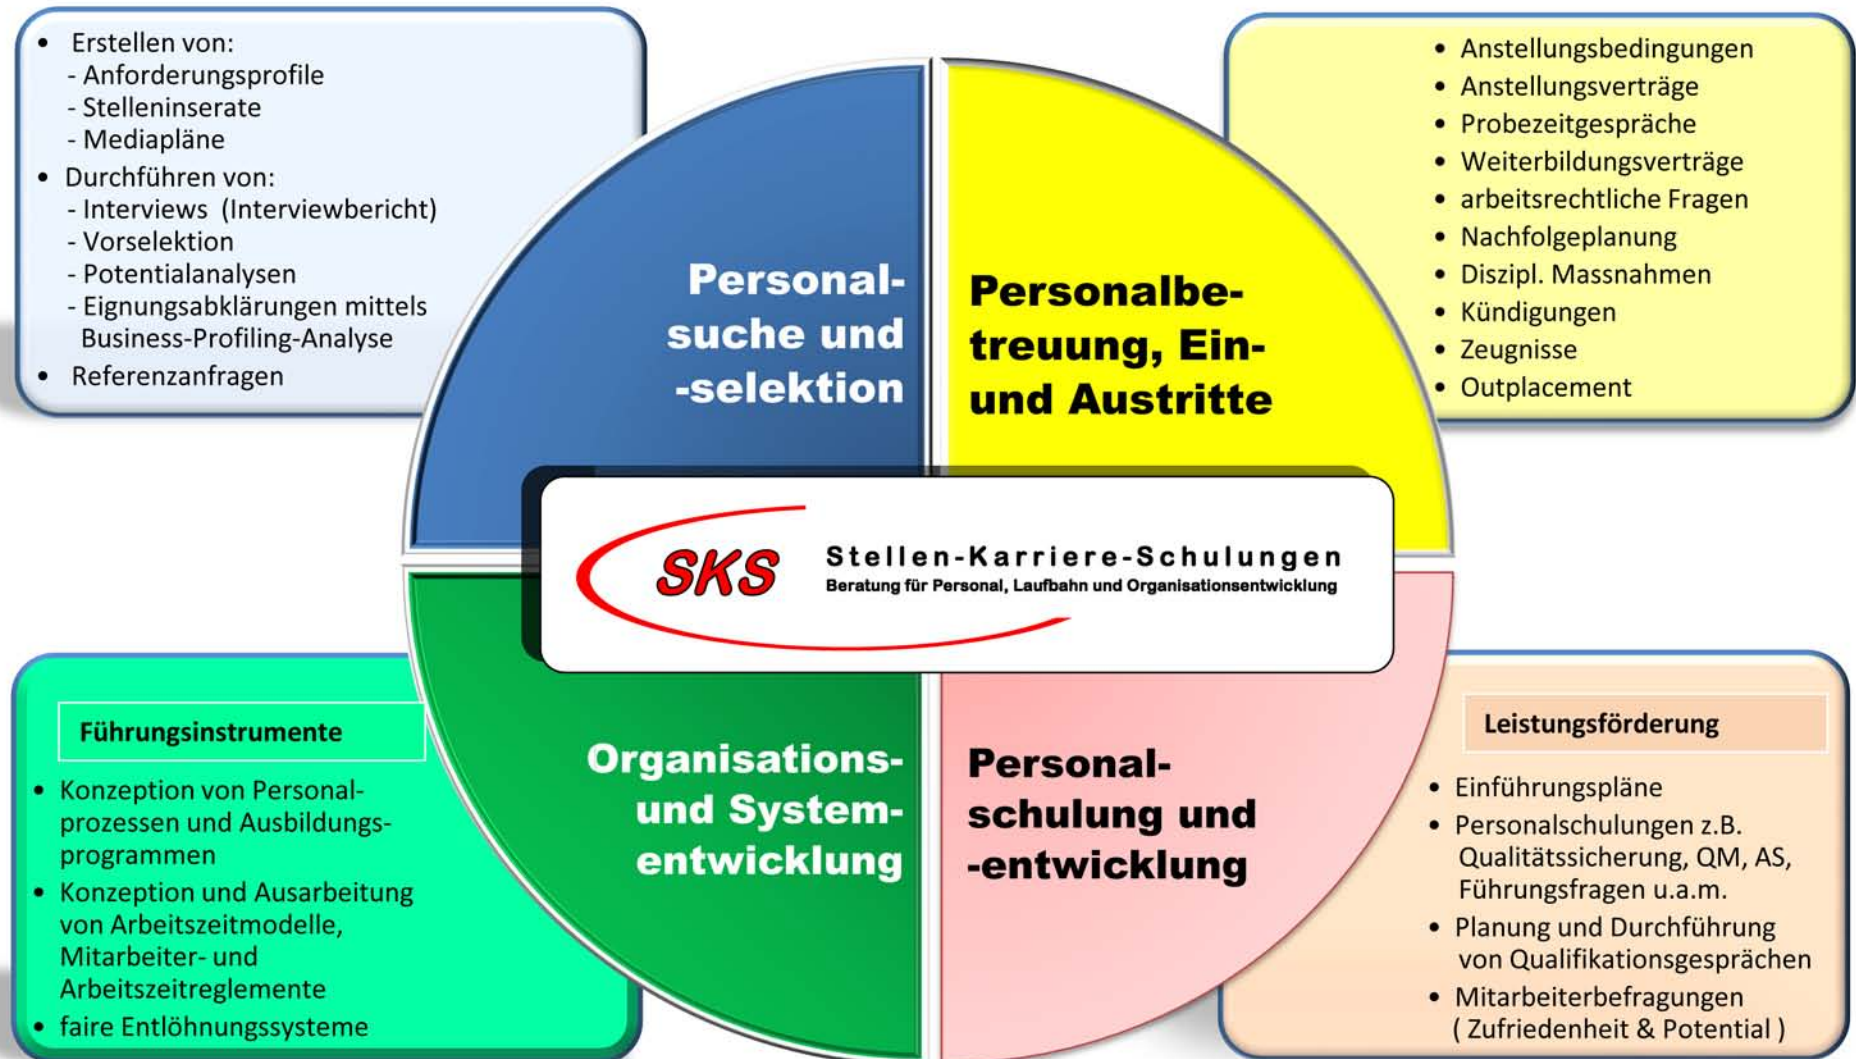 • Erstellen von:
- Anforderungsprofile
- Stelleninserate
- Mediapläne
• Durchführen von:
- Interviews (Interviewbericht)
- Vorselektion
- Potentialanalysen
- Eignungsabklärungen mittels
Business-Profiling-Analyse
• Referenzanfragen
Personal-
suche und
-selektion
Personalbe-
treuung, Ein-
und Austritte
• Anstellungsbedingungen
• Anstellungsverträge
• Probezeitgespräche
• Weiterbildungsverträge
• arbeitsrechtliche Fragen
• Nachfolgeplanung
• Diszipl. Massnahmen
• Kündigungen
• Zeugnisse
• Outplacement
SKS
Stellen-Karriere-Schulungen
Beratung für Personal, Laufbahn und Organisationsentwicklung
Führungsinstrumente
• Konzeption von Personal-
prozessen und Ausbildungs-
programmen
• Konzeption und Ausarbeitung
von Arbeitszeitmodelle,
Mitarbeiter- und
Arbeitszeitreglemente
• faire Entlöhnungssysteme
Organisations-
und System-
entwicklung
Personal-
schulung und
-entwicklung
Leistungsförderung
• Einführungspläne
• Personalschulungen z.B.
Qualitätssicherung, QM, AS,
Führungsfragen u.a.m.
• Planung und Durchführung
von Qualifikationsgesprächen
• Mitarbeiterbefragungen
( Zufriedenheit & Potential )